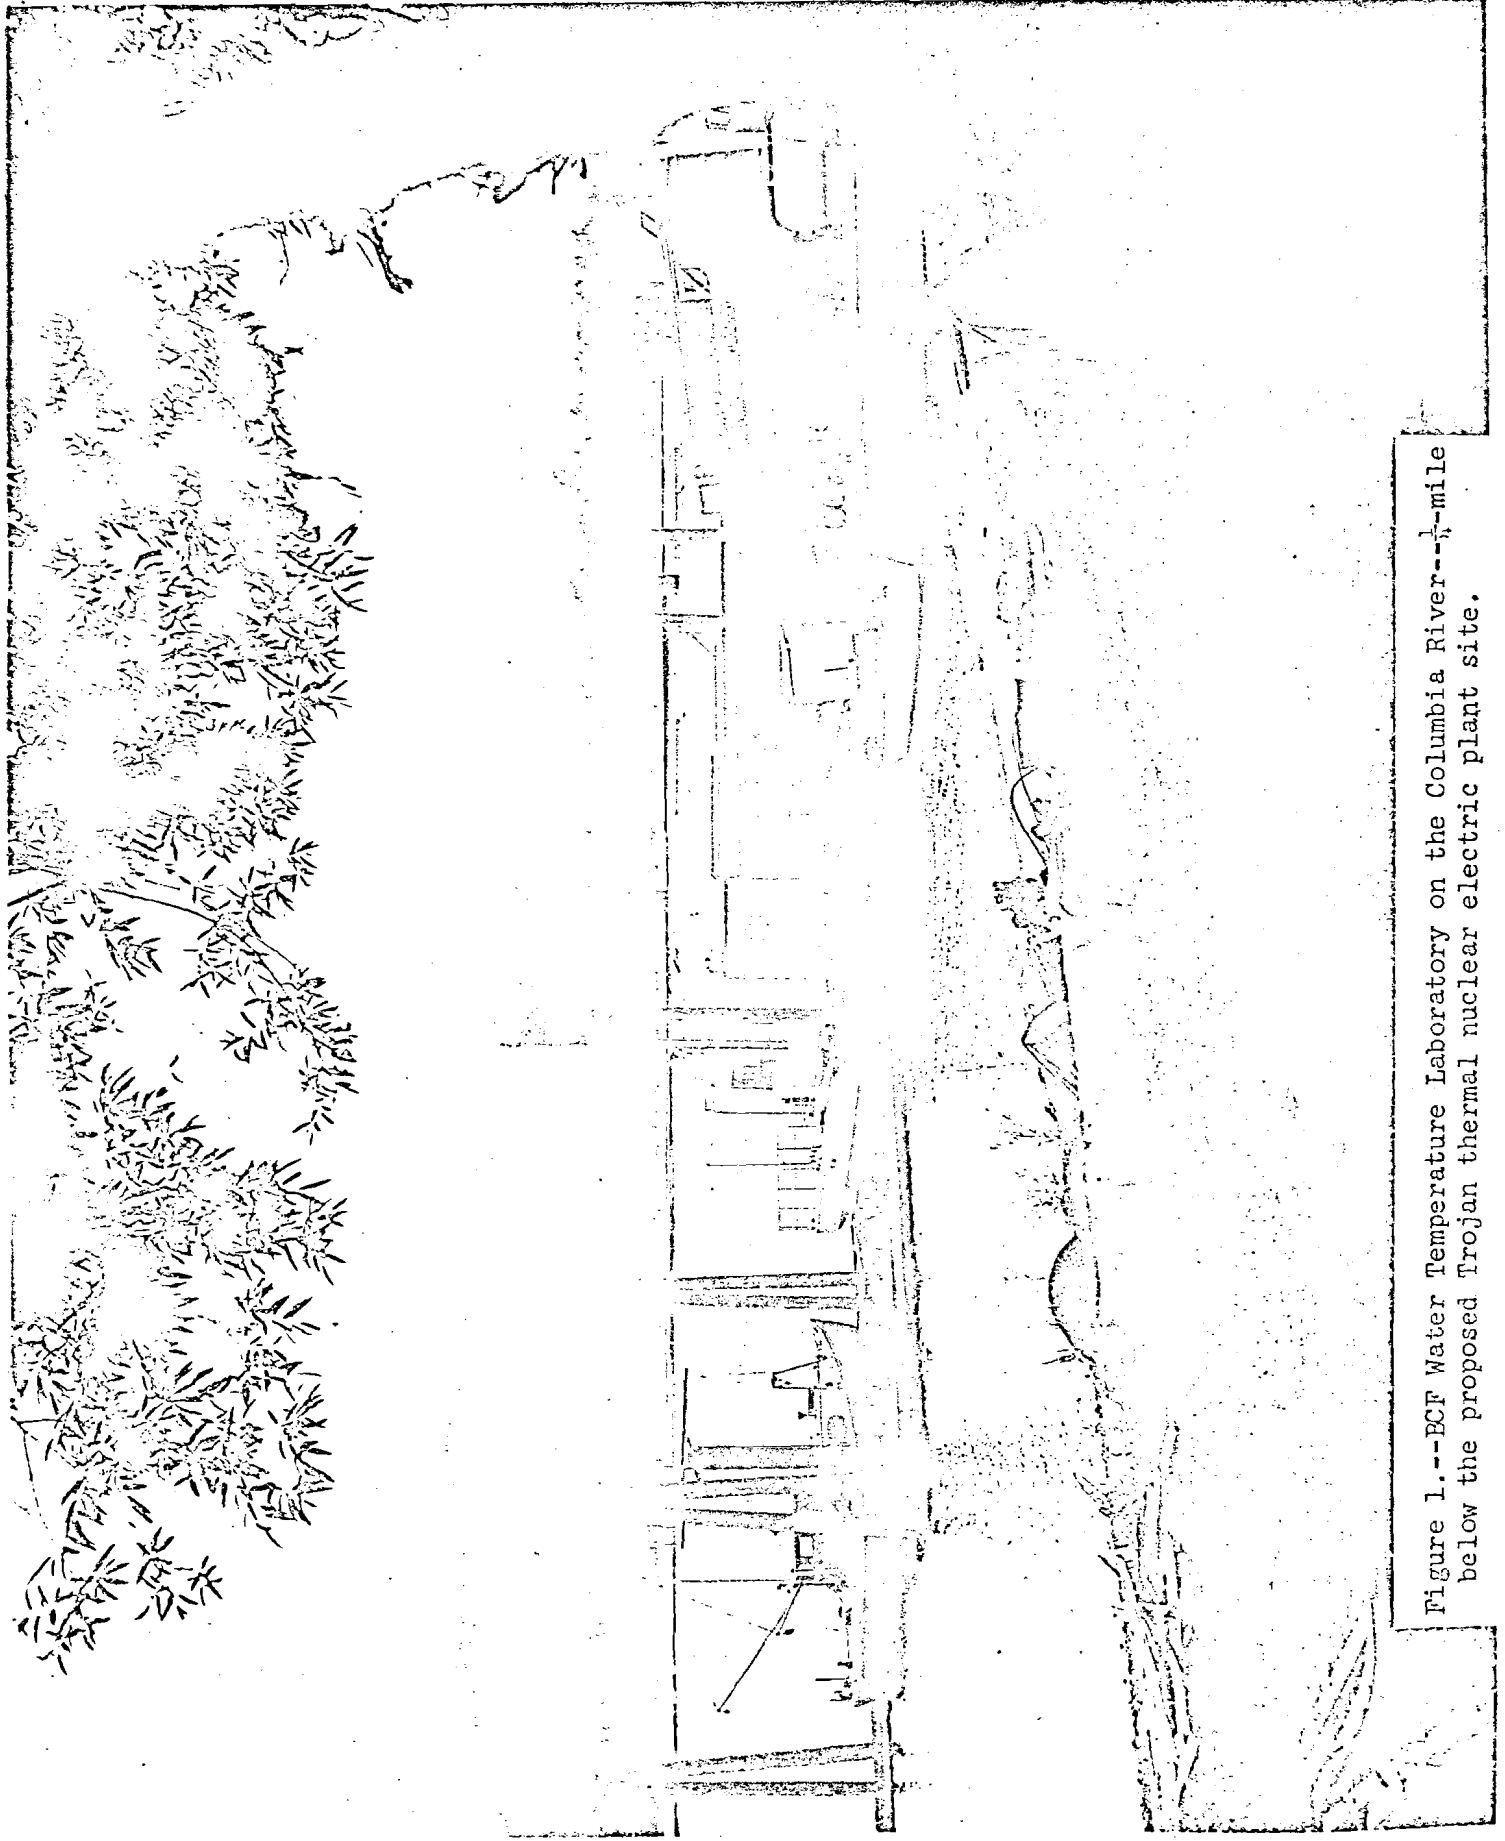 Figure 1.--BCF Water Temperature Laboratory on the Columbia River--¼-mile
below the proposed Trojan thermal nuclear electric plant site.